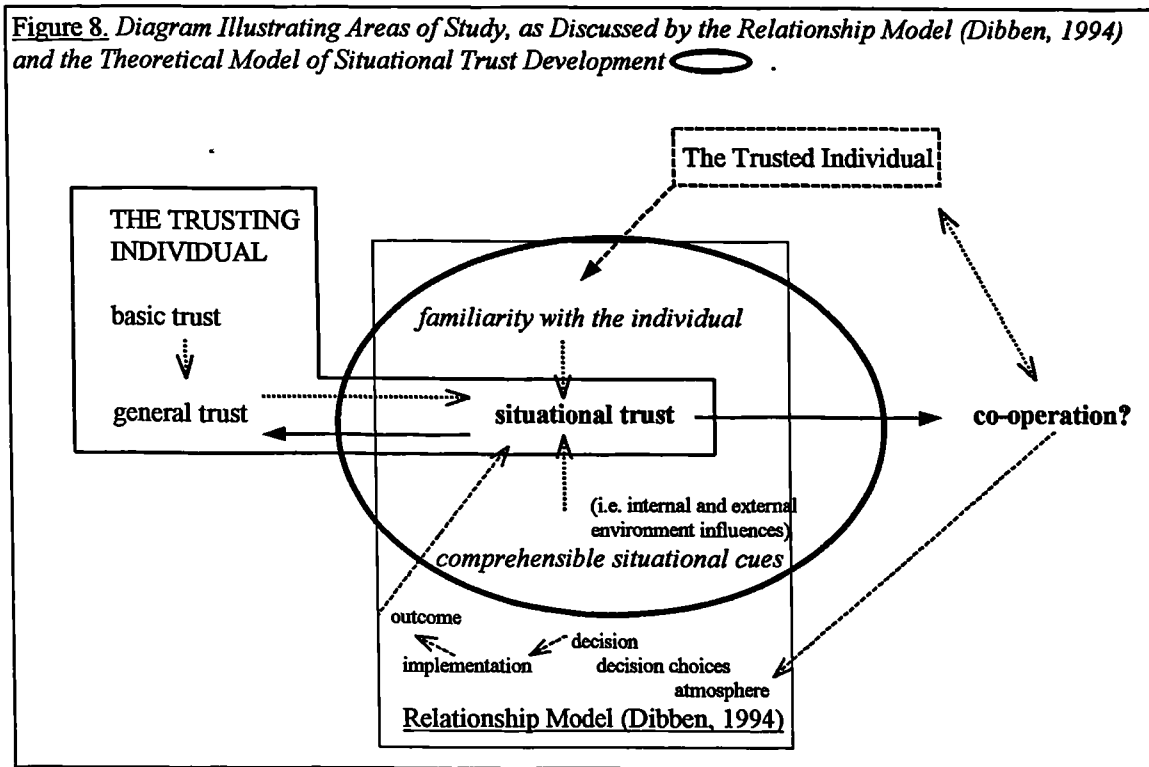 Figure 8. Diagram Illustrating Areas of Study, as Discussed by the Relationship Model (Dibben, 1994)
and the Theoretical Model of Situational Trust Development .
The Trusted Individual
THE TRUSTING
INDIVIDUAL
basic trust
familiarity with the individual
general trust
situational trust
co-operation?
(i.e. internal and external
environment influences)
comprehensible situational cues
outcome
decision
implementation
decision choices
atmosphere
Relationship Model (Dibben, 1994)